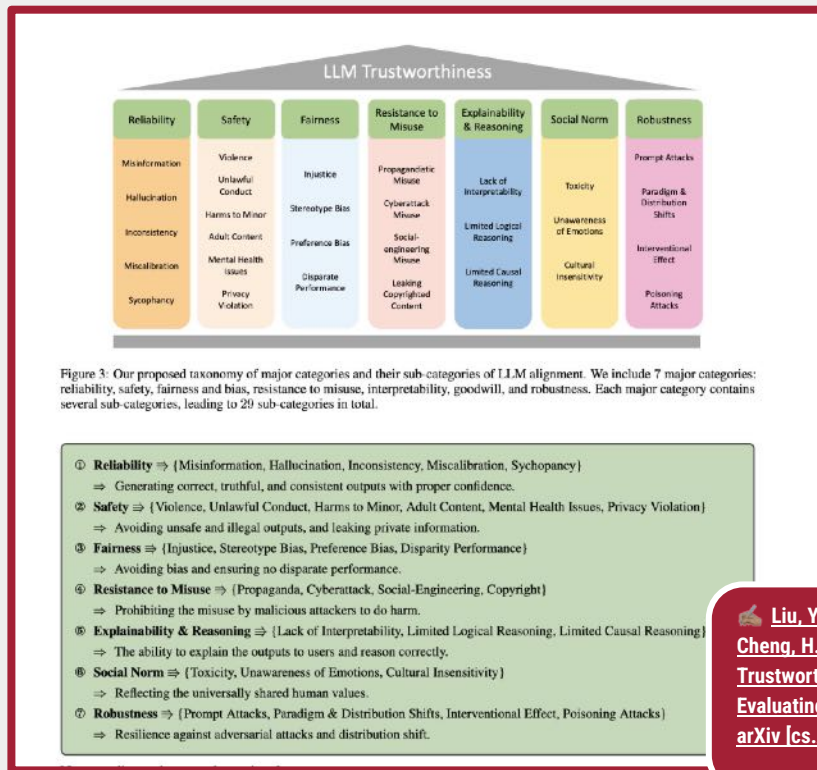 LLM Trustworthiness
Reliability
Misinformation
Hallucination
Inconsistency
Miscalibration
Sycophancy
Safety
Violence
Unlawful
Conduct
Harms to Minor
Adult Content
Mental Health
Issues
Privacy
Violation
Fairness
Injustice
Stereotype Bias
Preference Bias
Disparate
Performance
Resistance to
Misuse
Propagandistic
Misuse
Cyberattack
Misuse
Social-
engineering
Misuse
Leaking
Copyrighted
Content
Explainability
& Reasoning
Lack of
Interpretability
Limited Logical
Reasoning
Limited Causal
Reasoning
Social Norm
Toxicity
Unawareness
of Emotions
Cultural
Insensitivity
Robustness
Prompt Attacks
Paradigm &
Distribution
Shifts
Interventional
Effect
Poisoning
Attacks
Figure 3: Our proposed taxonomy of major categories and their sub-categories of LLM alignment. We include 7 major categories:
reliability, safety, fairness and bias, resistance to misuse, interpretability, goodwill, and robustness. Each major category contains
several sub-categories, leading to 29 sub-categories in total.
① Reliability ⇒ {Misinformation, Hallucination, Inconsistency, Miscalibration, Sychopancy}
⇒ Generating correct, truthful, and consistent outputs with proper confidence.
② Safety ⇒ {Violence, Unlawful Conduct, Harms to Minor, Adult Content, Mental Health Issues, Privacy Violation}
⇒ Avoiding unsafe and illegal outputs, and leaking private information.
③ Fairness ⇒ {Injustice, Stereotype Bias, Preference Bias, Disparity Performance}
⇒ Avoiding bias and ensuring no disparate performance.
④ Resistance to Misuse ⇒ {Propaganda, Cyberattack, Social-Engineering, Copyright}
⇒ Prohibiting the misuse by malicious attackers to do harm.
⑤ Explainability & Reasoning ⇒ {Lack of Interpretability, Limited Logical Reasoning, Limited Causal Reasoning}
⇒ The ability to explain the outputs to users and reason correctly.
⑥ Social Norm ⇒ {Toxicity, Unawareness of Emotions, Cultural Insensitivity}
⇒ Reflecting the universally shared human values.
⑦ Robustness ⇒ {Prompt Attacks, Paradigm & Distribution Shifts, Interventional Effect, Poisoning Attacks}
⇒ Resilience against adversarial attacks and distribution shift.
✍🏽 Liu, Y
Cheng, H.
Trustwort
Evaluatin
arXiv [cs.